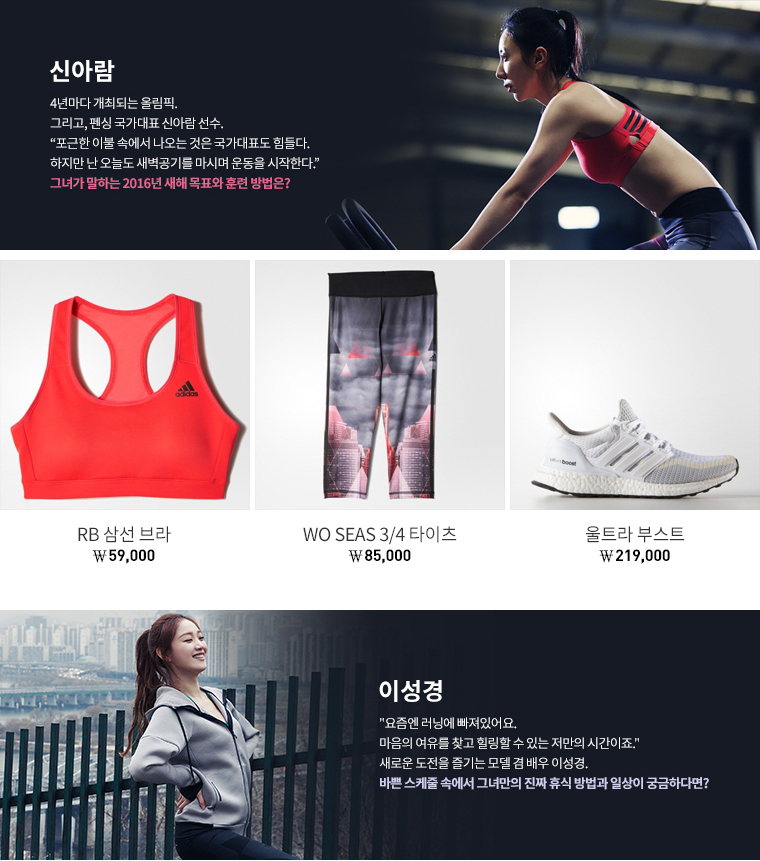 신아람
4년마다 개최되는 올림픽.
그리고, 펜싱 국가대표 신아람 선수.
“포근한 이불 속에서 나오는 것은 국가대표도 힘들다.
하지만 난 오늘도 새벽공기를 마시며 운동을 시작한다.”
그녀가 말하는 2016년 새해 목표와 훈련 방법은?
adidas
boost
RB 삼선 브라
₩59,000
WO SEAS 3/4 타이츠
₩85,000
울트라 부스트
₩219,000
이성경
"요즘엔 러닝에 빠져있어요.
마음의 여유를 찾고 힐링할 수 있는 저만의 시간이죠."
새로운 도전을 즐기는 모델 겸 배우 이성경.
바쁜 스케줄 속에서 그녀만의 진짜 휴식 방법과 일상이 궁금하다면?